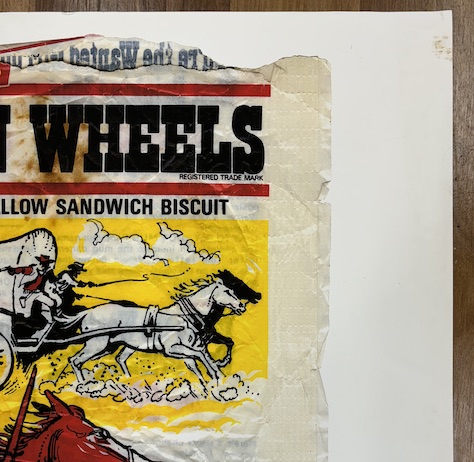 N WHEELS
REGISTERED TRADE MARK
LLOW SANDWICH BISCUIT